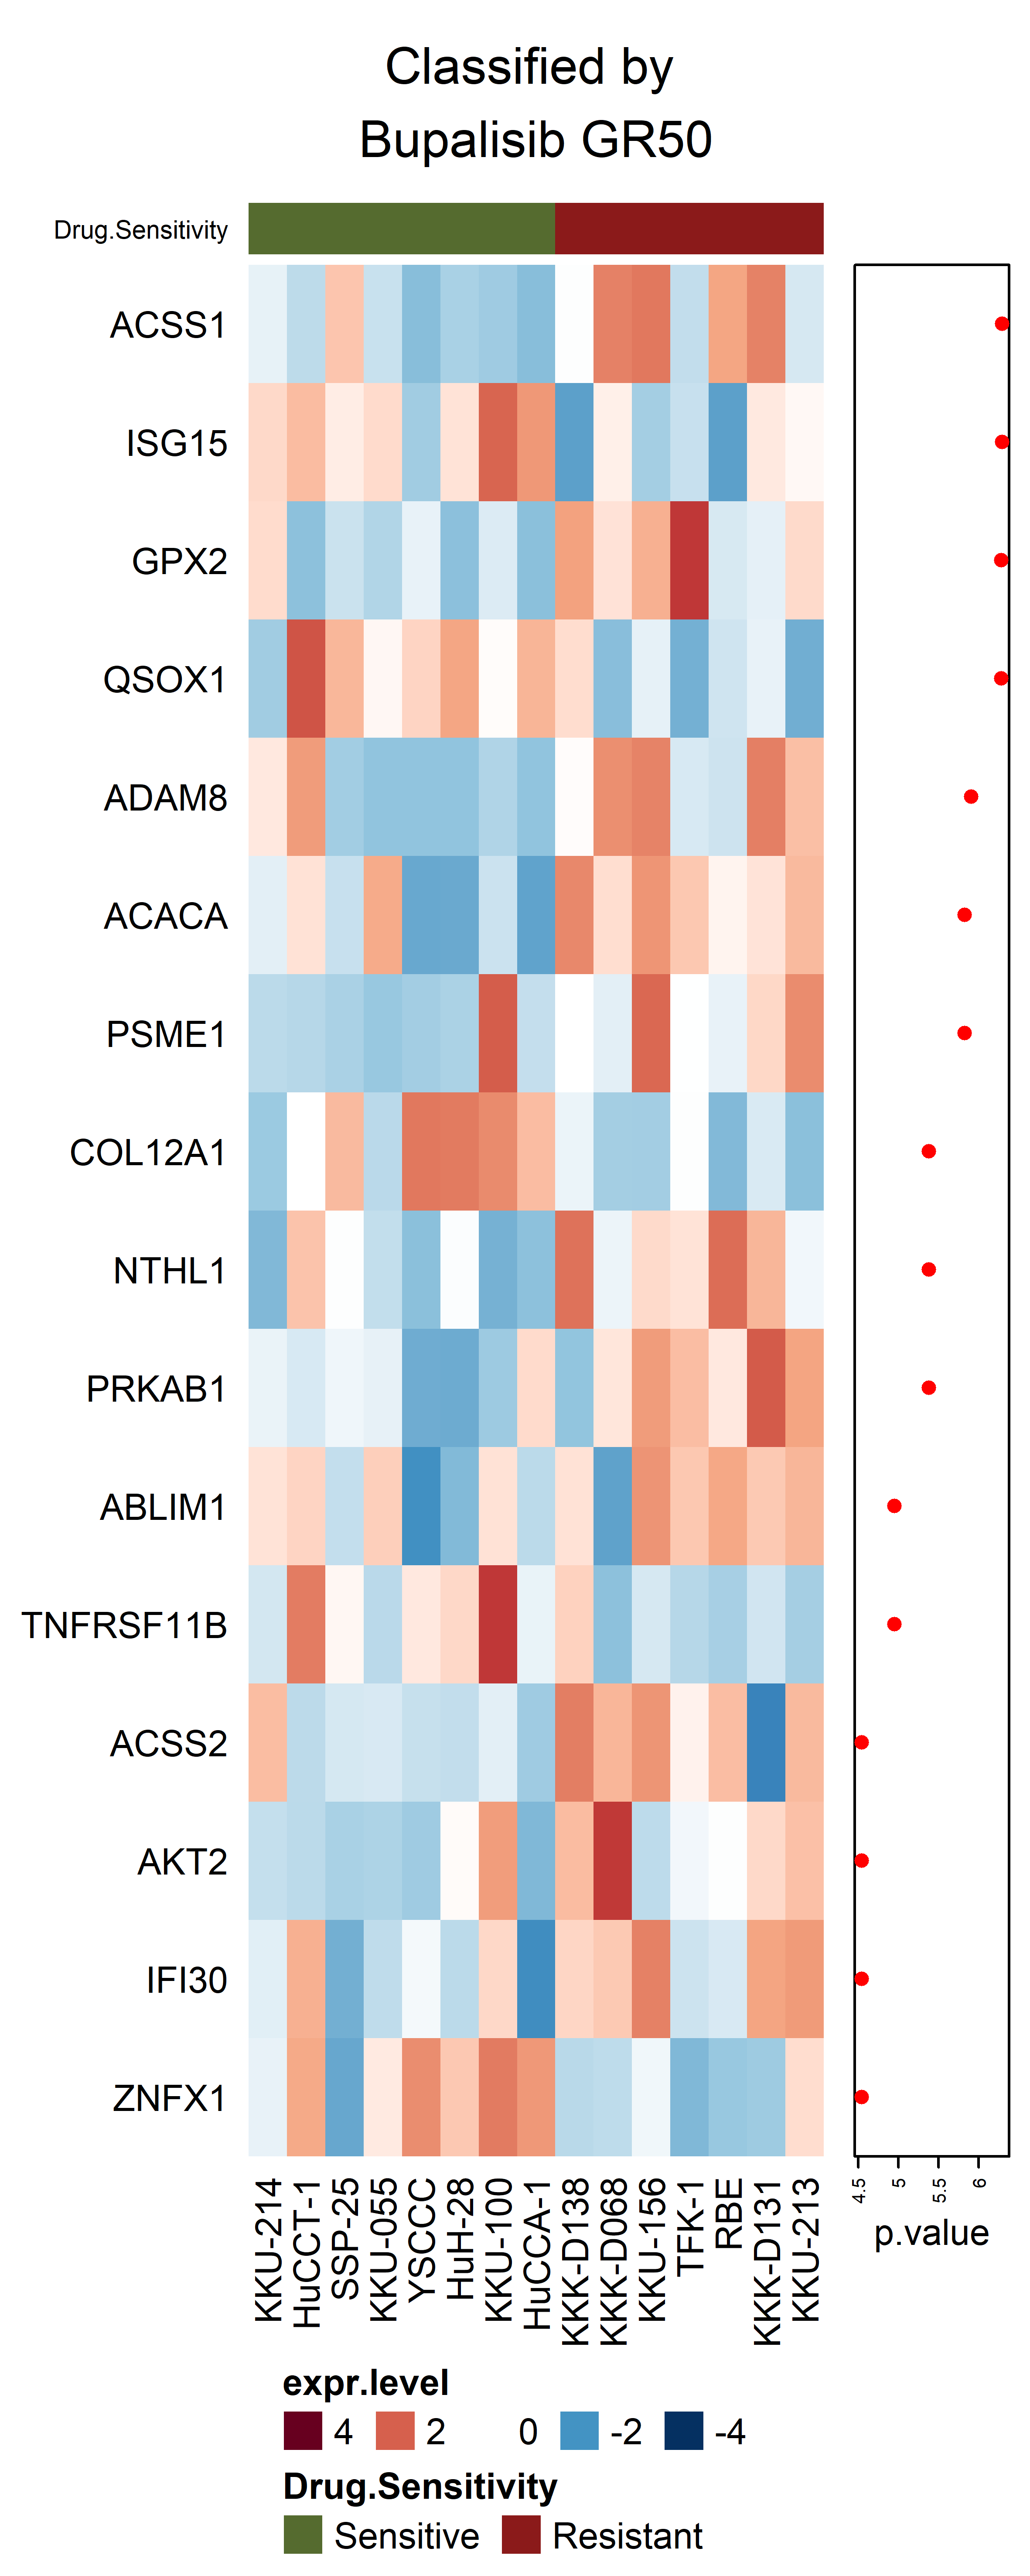 Classified by
Bupalisib GR50
Drug.Sensitivity
ACSS1
ISG15
GPX2
QSOX1
ADAM8
ACACA
PSME1
COL12A1
NTHL1
PRKAB1
ABLIM1
TNFRSF11B
ACSS2
AKT2
IFI30
ZNFX1
4.5 5 5.5 6
p.value
KKU-214 HuCCT-1 SSP-25 KKU-055 YSCCC HuH-28 KKU-100 HuCCA-1 KKK-D138 KKK-D068 KKU-156 TFK-1 RBE KKK-D131 KKU-213
expr.level
4 2 0 -2 -4
Drug.Sensitivity
Sensitive Resistant